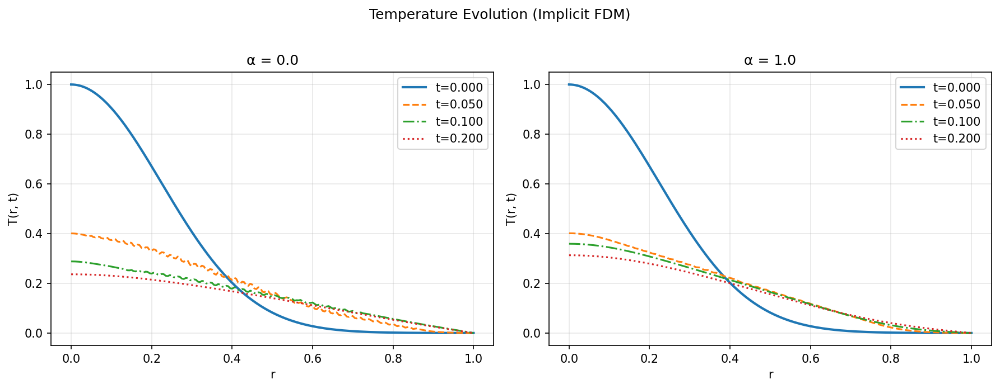 Temperature Evolution (Implicit FDM)
α = 0.0
T(r, t)
1.0
0.8
0.6
0.4
0.2
0.0
t=0.000
t=0.050
t=0.100
t=0.200
0.0 0.2 0.4 0.6 0.8 1.0
r
α = 1.0
T(r, t)
1.0
0.8
0.6
0.4
0.2
0.0
t=0.000
t=0.050
t=0.100
t=0.200
0.0 0.2 0.4 0.6 0.8 1.0
r